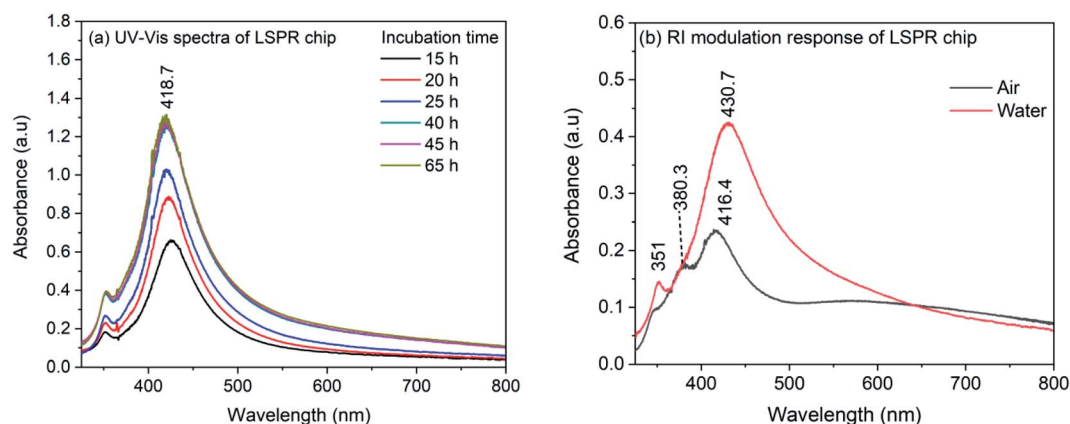 (a) UV-Vis spectra of LSPR chip
Incubation time
15 h
20 h
25 h
40 h
45 h
65 h
418.7
1.8
1.6
1.4
1.2
1.0
0.8
0.6
0.4
0.2
0.0
Absorbance (a.u)
400
500
600
700
800
Wavelength (nm)
(b) RI modulation response of LSPR chip
Air
Water
430.7
416.4
380.3
351
0.6
0.5
0.4
0.3
0.2
0.1
0.0
Absorbance (a.u)
400
500
600
700
800
Wavelength (nm)